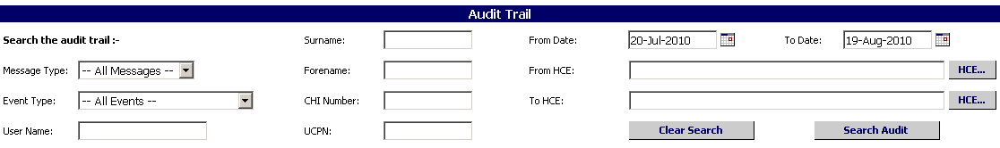 Audit Trail
Search the audit trail :- Surname: From Date: 20-Jul-2010 To Date: 19-Aug-2010
Message Type: -- All Messages -- Forename: From HCE: HCE...
Event Type: -- All Events -- CHI Number: To HCE: HCE...
User Name: UCPN: Clear Search Search Audit